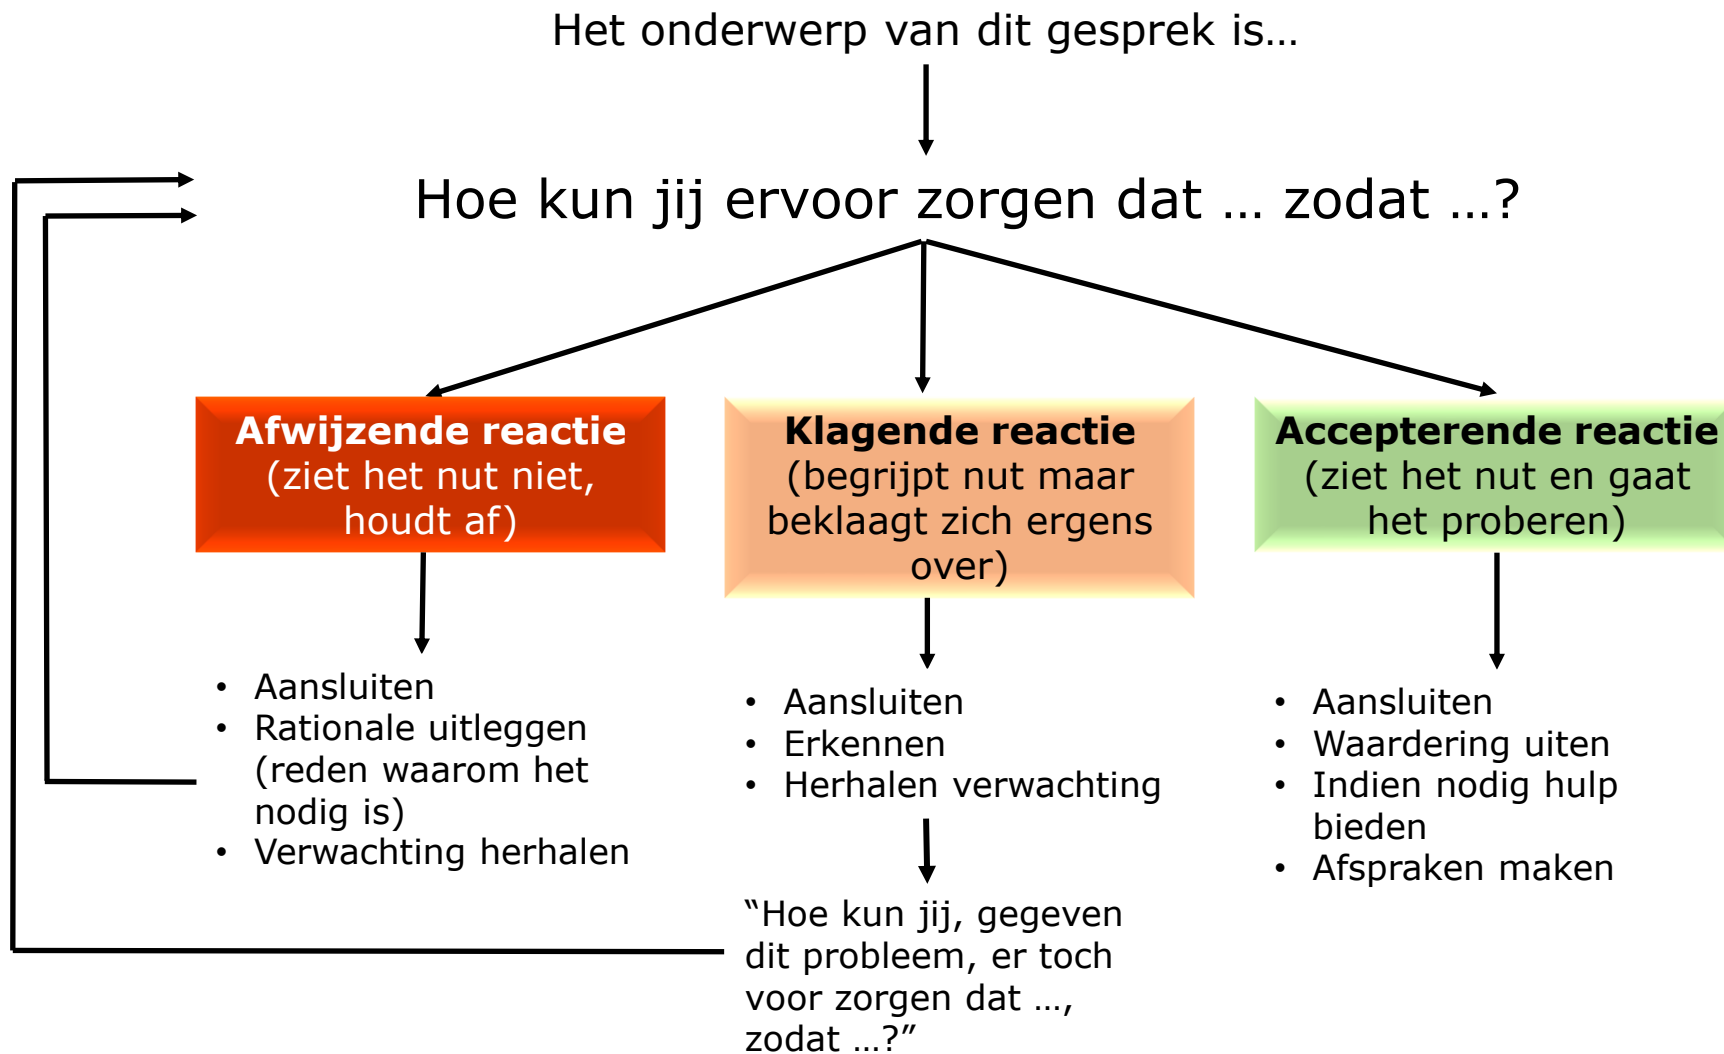 Het onderwerp van dit gesprek is…
Hoe kun jij ervoor zorgen dat … zodat …?
Afwijzende reactie
(ziet het nut niet,
houdt af)
Klagende reactie
(begrijpt nut maar
beklaagt zich ergens
over)
Accepterende reactie
(ziet het nut en gaat
het proberen)
• Aansluiten
• Rationale uitleggen
(reden waarom het
nodig is)
• Verwachting herhalen
• Aansluiten
• Erkennen
• Herhalen verwachting
“Hoe kun jij, gegeven
dit probleem, er toch
voor zorgen dat …,
zodat …?”
• Aansluiten
• Waardering uiten
• Indien nodig hulp
bieden
• Afspraken maken